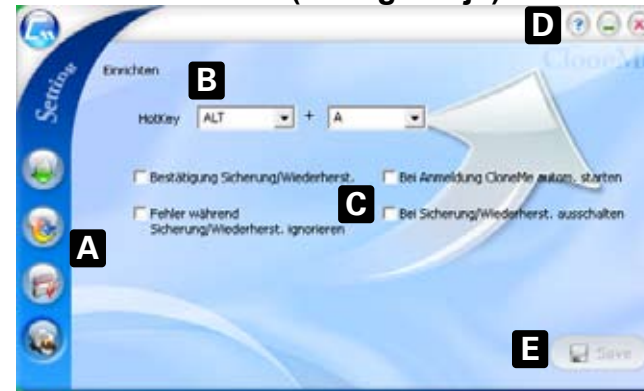 D
CloneMe
Setting
Einrichten
B
HotKey ALT + A
Bestätigung Sicherung/Wiederherst.
Bei Anmeldung CloneMe autom. starten
C
Fehler während
Sicherung/Wiederherst. ignorieren
Bei Sicherung/Wiederherst. ausschalten
A
E
Save